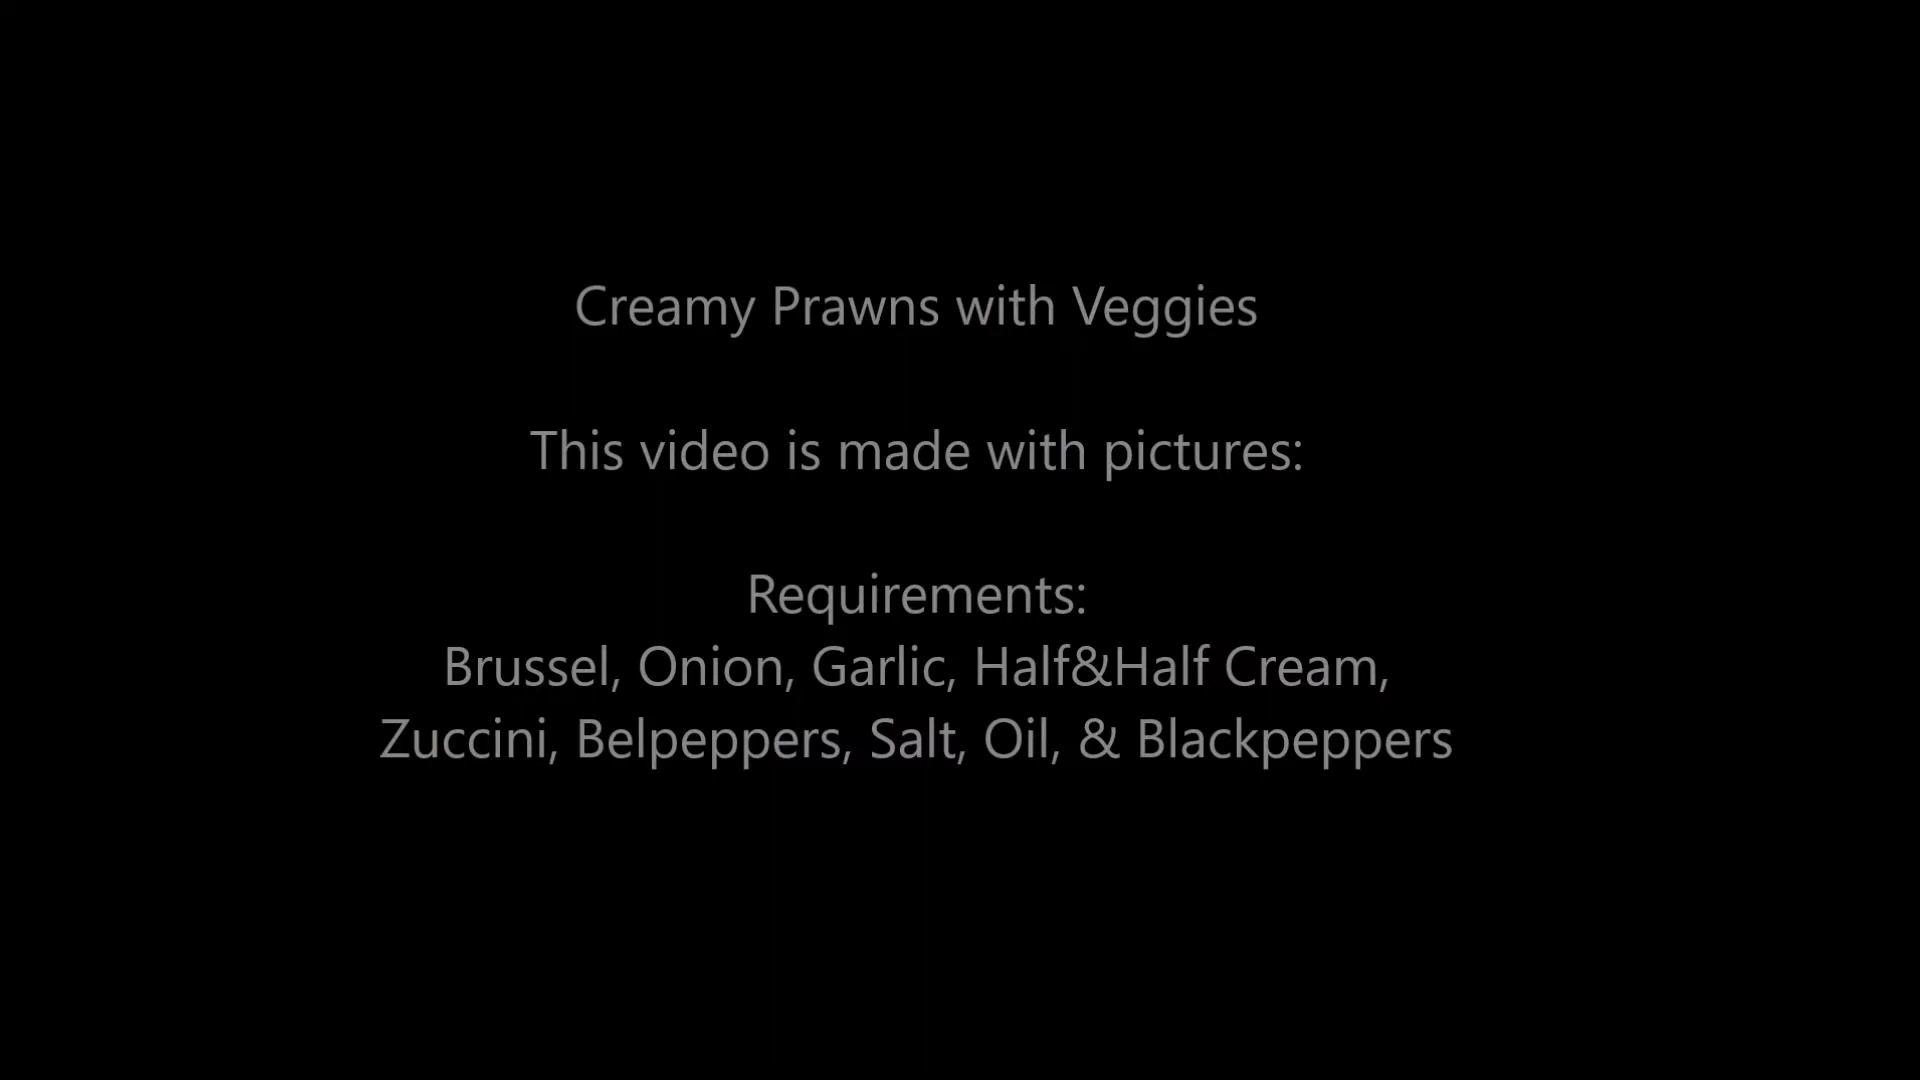 Creamy Prawns with Veggies
This video is made with pictures:
Requirements:
Brussel, Onion, Garlic, Half&Half Cream,
Zuccini, Belpeppers, Salt, Oil, & Blackpeppers